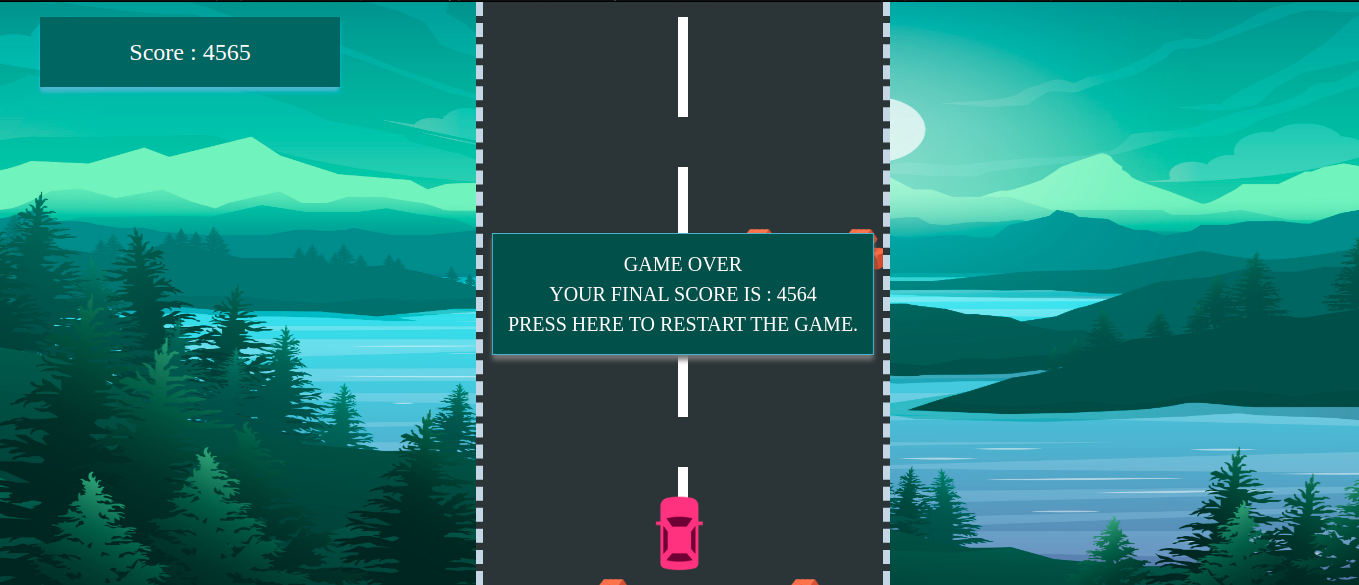 Score : 4565
GAME OVER
YOUR FINAL SCORE IS : 4564
PRESS HERE TO RESTART THE GAME.